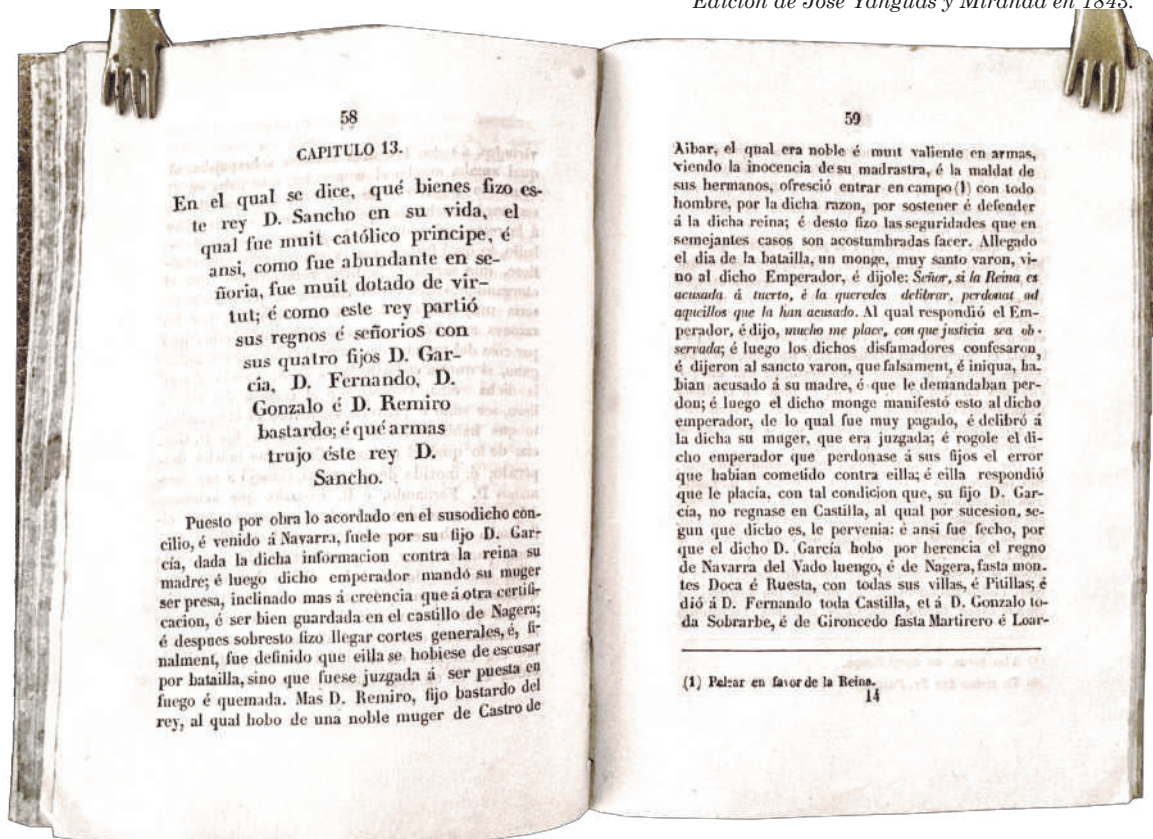 Edición de José Yanguas y Miranda en 1843.
58
CAPITULO 13.
En el qual se dice, qué bienes fizo es-
te rey D. Sancho en su vida, el
qual fue muit católico principe, é
ansi, como fue abundante en se-
ñoria, fue muit dotado de vir-
tut; é como este rey partió
sus regnos é señorios con
sus quatro fijos D. Gar-
cia, D. Fernando, D.
Gonzalo é D. Remiro
bastardo; é qué armas
trujo éste rey D.
Sancho.
Puesto por obra lo acordado en el susodicho con-
cilio, é venido á Navarra, fuele por su fijo D. Gar-
cía, dada la dicha informacion contra la reina su
madre; é luego dicho emperador mandó su muger
ser presa, inclinado mas á creencia que á otra certifi-
cacion, é ser bien guardada en el castillo de Nagera;
é despues sobresto fizo llegar cortes generales, é, fi-
nalment, fue definido que eilla se hobiese de escusar
por batailla, sino que fuese juzgada á ser puesta en
fuego é quemada. Mas D. Remiro, fijo bastardo del
rey, al qual hobo de una noble muger de Castro de
59
Aibar, el qual era noble é muit valiente en armas,
viendo la inocencia de su madrastra, é la maldat de
sus hermanos, ofresció entrar en campo (1) con todo
hombre, por la dicha razon, por sostener é defender
á la dicha reina; é desto fizo las seguridades que en
semejantes casos son acostumbradas facer. Allegado
el dia de la batailla, un monge, muy santo varon, vi-
no al dicho Emperador, é dijole: Señor, si la Reina es
acusada á tuerto, é la queredes delibrar, perdonat ad
aqucillos que la han acusado. Al qual respondió el Em-
perador, é dijo, mucho me place, con que justicia sea ob-
servada; é luego los dichos disfamadores confesaron,
é dijeron al sancto varon, que falsament, é iniqua, ha-
bian acusado á su madre, é que le demandaban per-
don; é luego el dicho monge manifestó esto al dicho
emperador, de lo qual fue muy pagado, é delibró á
la dicha su muger, que era juzgada; é rogole el di-
cho emperador que perdonase á sus fijos el error
que habian cometido contra eilla; é eilla respondió
que le placía, con tal condicion que, su fijo D. Gar-
cía, no regnase en Castilla, al qual por sucesion, se-
gun que dicho es, le pervenia: é ansi fue fecho, por
que el dicho D. García hobo por herencia el regno
de Navarra del Vado luengo, é de Nagera, fasta mon-
tes Doca é Ruesta, con todas sus villas, é Pitillas; é
dió á D. Fernando toda Castilla, et á D. Gonzalo to-
da Sobrarbe, é de Gironcedo fasta Martirero é Loar-
(1) Pelear en favor de la Reina.
14